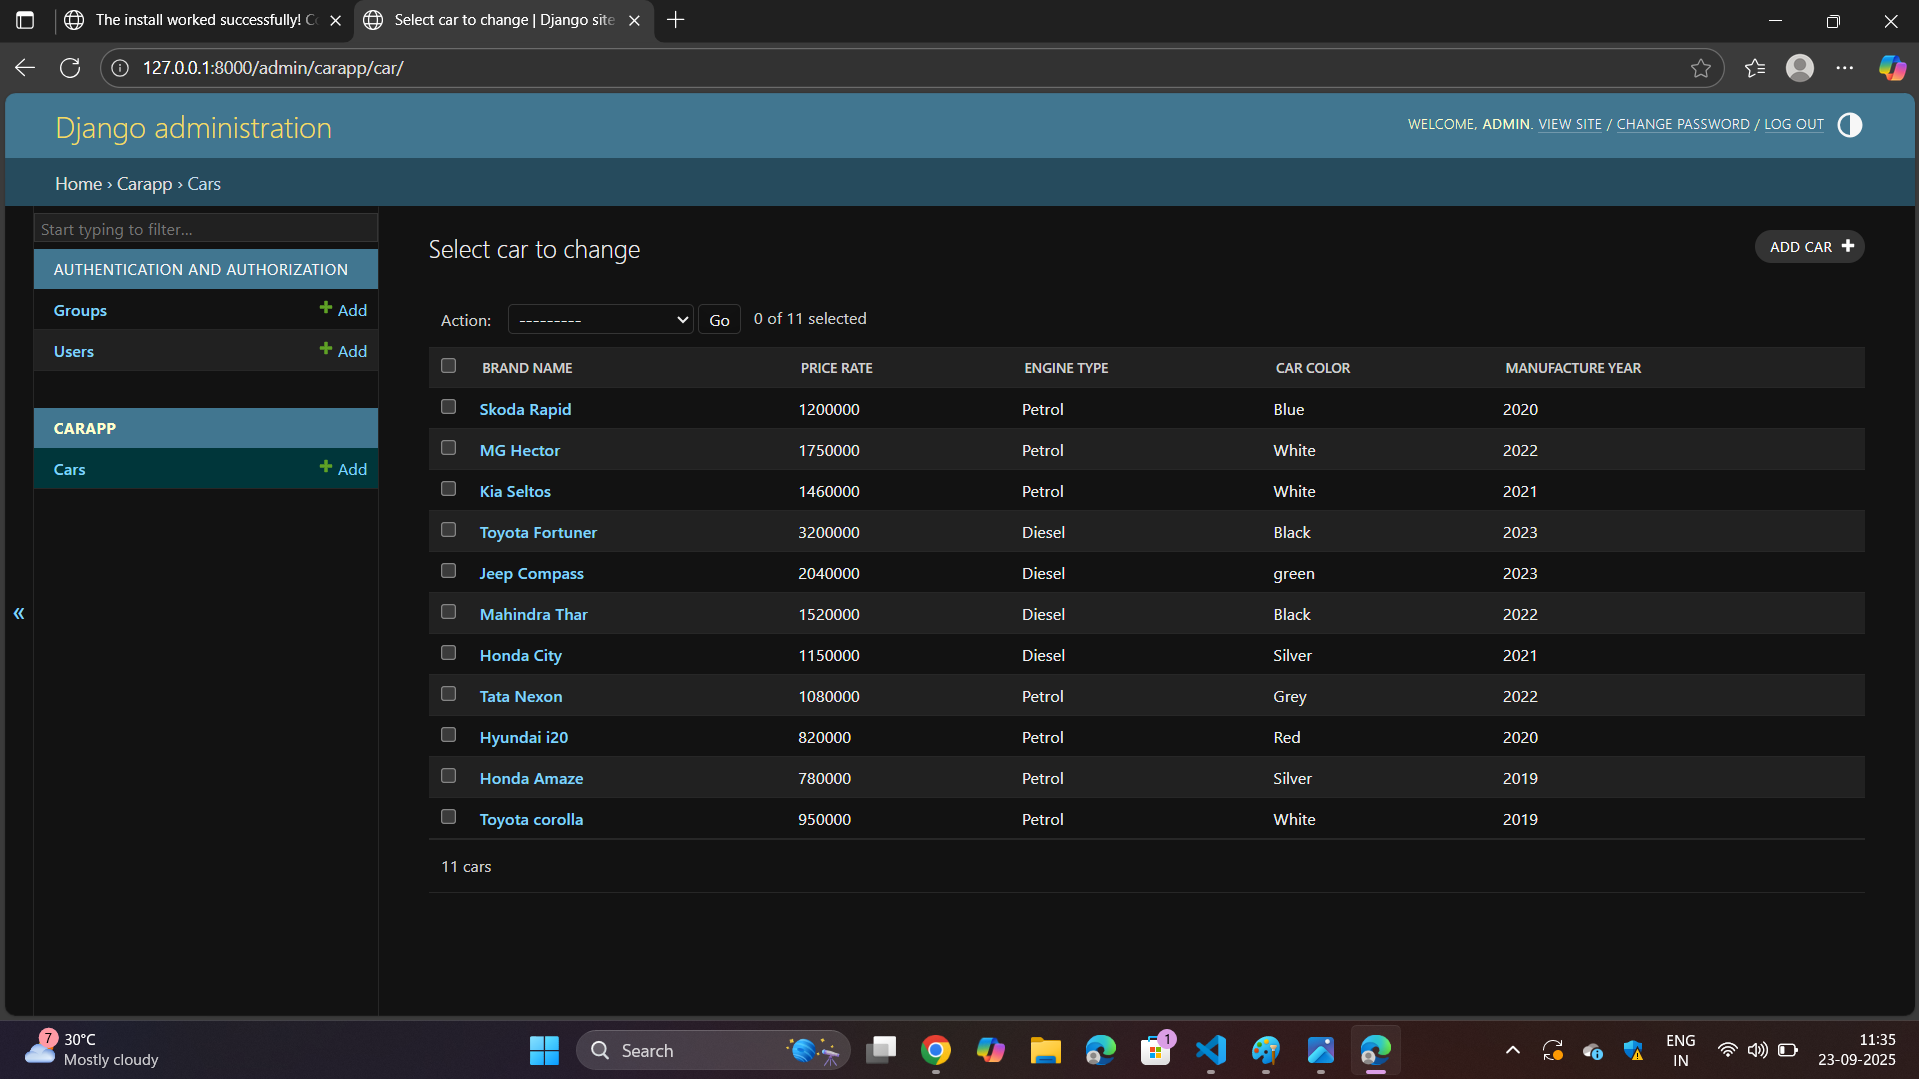 The install worked successfully! Co
Select car to change | Django site
127.0.0.1:8000/admin/carapp/car/
Django administration
WELCOME, ADMIN. VIEW SITE / CHANGE PASSWORD / LOG OUT
Home › Carapp › Cars
Start typing to filter...
AUTHENTICATION AND AUTHORIZATION
Groups + Add
Users + Add
CARAPP
Cars + Add
«
Select car to change
ADD CAR +
Action: --------- Go 0 of 11 selected
BRAND NAME PRICE RATE ENGINE TYPE CAR COLOR MANUFACTURE YEAR
Skoda Rapid 1200000 Petrol Blue 2020
MG Hector 1750000 Petrol White 2022
Kia Seltos 1460000 Petrol White 2021
Toyota Fortuner 3200000 Diesel Black 2023
Jeep Compass 2040000 Diesel green 2023
Mahindra Thar 1520000 Diesel Black 2022
Honda City 1150000 Diesel Silver 2021
Tata Nexon 1080000 Petrol Grey 2022
Hyundai i20 820000 Petrol Red 2020
Honda Amaze 780000 Petrol Silver 2019
Toyota corolla 950000 Petrol White 2019
11 cars
7
30°C
Mostly cloudy
Search
1
ENG
IN
11:35
23-09-2025